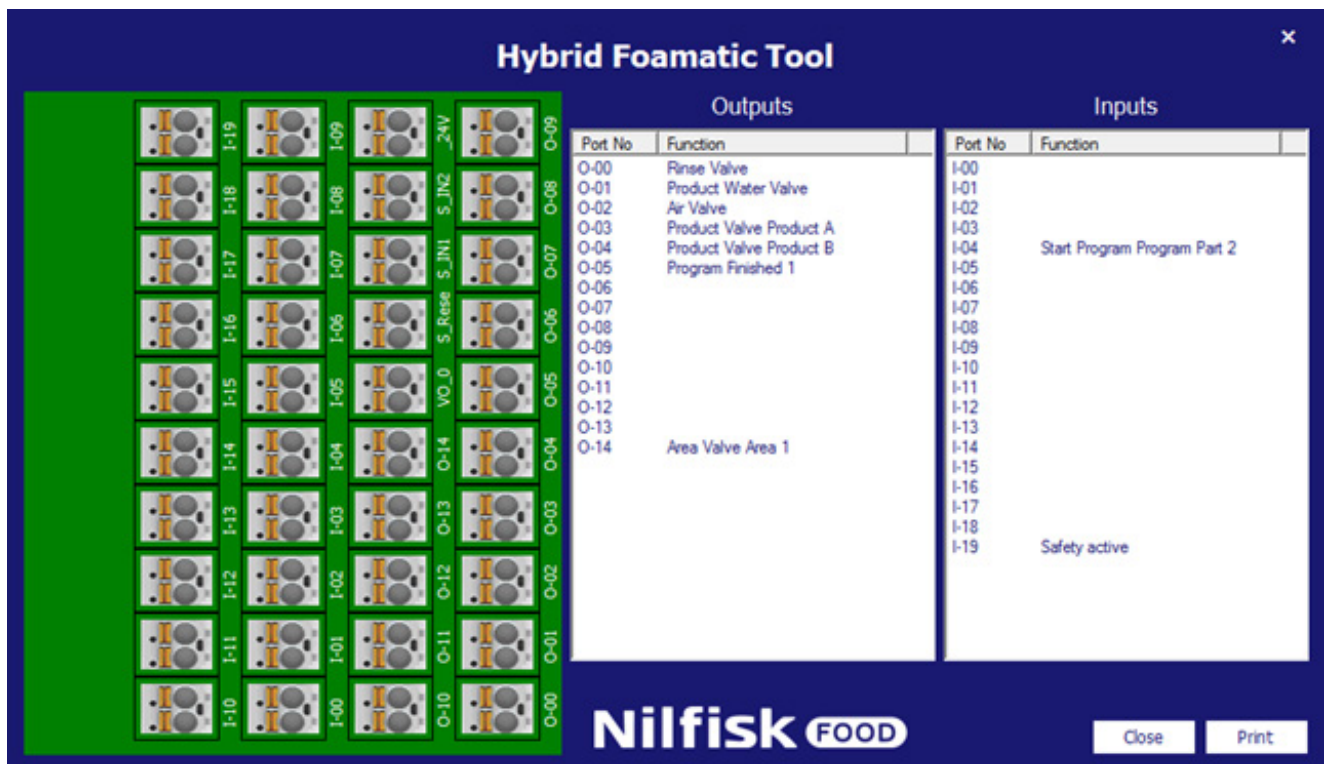 Hybrid Foamatic Tool
×
I-19 I-09 _24V O-09
I-18 I-08 S_IN2 O-08
I-17 I-07 S_IN1 O-07
I-16 I-06 S_Rese O-06
I-15 I-05 VO_0 O-05
I-14 I-04 O-14 O-04
I-13 I-03 O-13 O-03
I-12 I-02 O-12 O-02
I-11 I-01 O-11 O-01
I-10 I-00 O-10 O-00
Outputs
Port No Function
O-00 Rinse Valve
O-01 Product Water Valve
O-02 Air Valve
O-03 Product Valve Product A
O-04 Product Valve Product B
O-05 Program Finished 1
O-06
O-07
O-08
O-09
O-10
O-11
O-12
O-13
O-14 Area Valve Area 1
Inputs
Port No Function
I-00
I-01
I-02
I-03
I-04 Start Program Program Part 2
I-05
I-06
I-07
I-08
I-09
I-10
I-11
I-12
I-13
I-14
I-15
I-16
I-17
I-18
I-19 Safety active
Nilfisk FOOD
Close Print